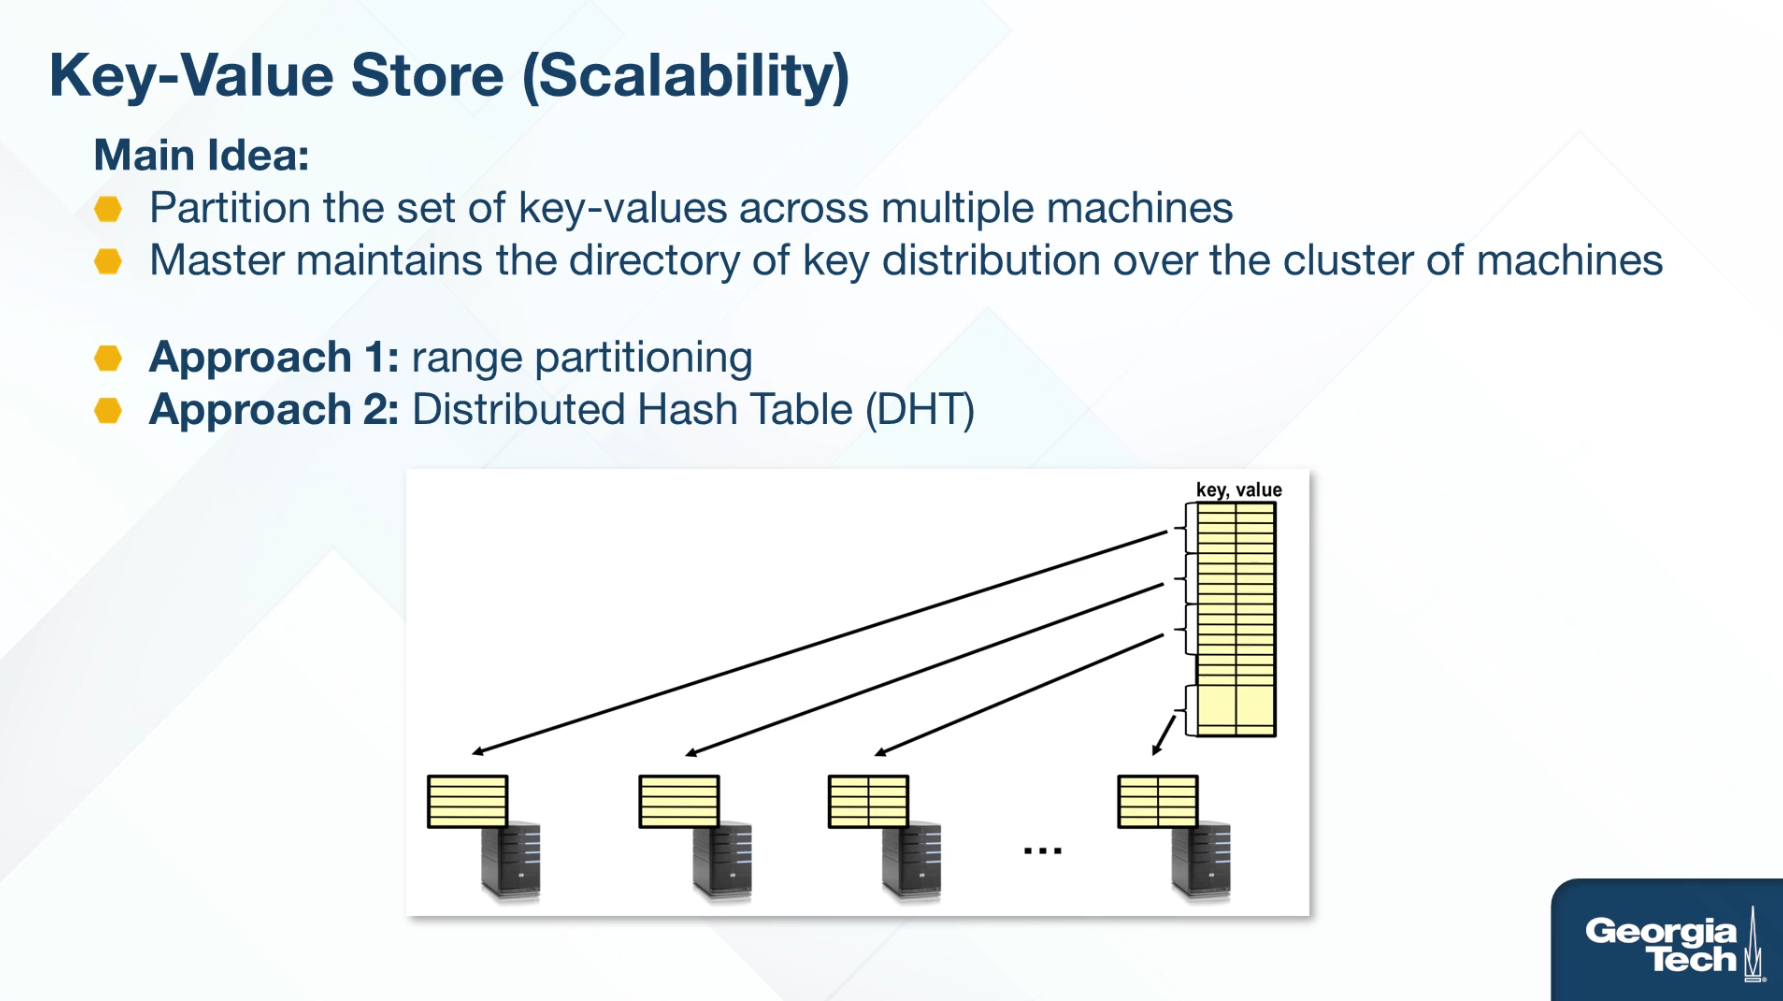 Key-Value Store (Scalability)
Main Idea:
Partition the set of key-values across multiple machines
Master maintains the directory of key distribution over the cluster of machines
Approach 1: range partitioning
Approach 2: Distributed Hash Table (DHT)
key, value
...
Georgia
Tech